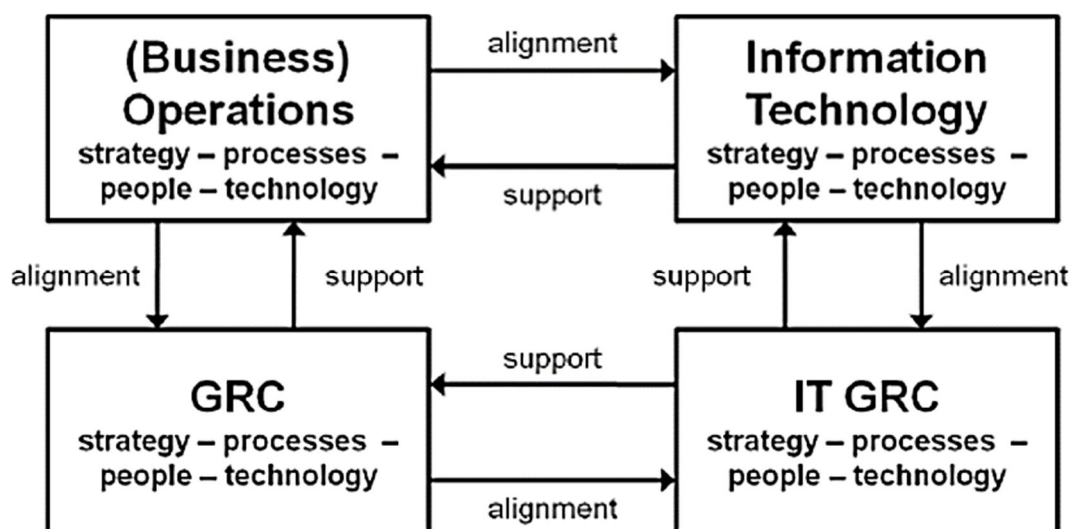 (Business)
Operations
strategy – processes –
people – technology
alignment
support
Information
Technology
strategy – processes –
people – technology
alignment
support
support
alignment
GRC
strategy – processes –
people – technology
support
alignment
IT GRC
strategy – processes –
people – technology